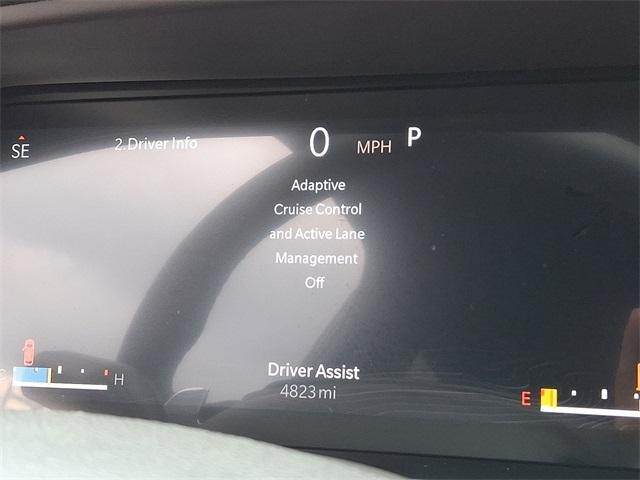 SE
2.Driver Info
0 MPH P
Adaptive
Cruise Control
and Active Lane
Management
Off
Driver Assist
4823 mi
H
E